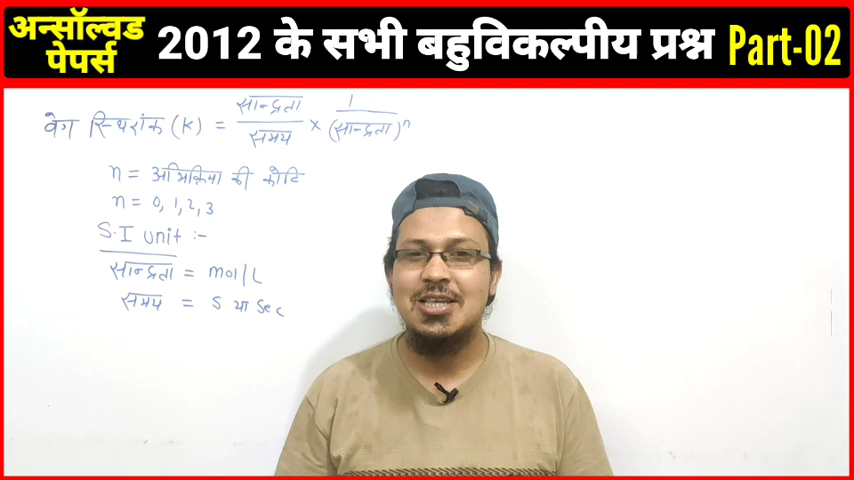 अन्सॉल्वड
पेपर्स
2012 के सभी बहुविकल्पीय प्रश्न Part-02
वेग स्थिरांक (K) = सान्द्रता / समय × 1 / (सान्द्रता)^n
n = अभिक्रिया की कोटि
n = 0, 1, 2, 3
S.I unit :-
सान्द्रता = mol/L
समय = S या Sec